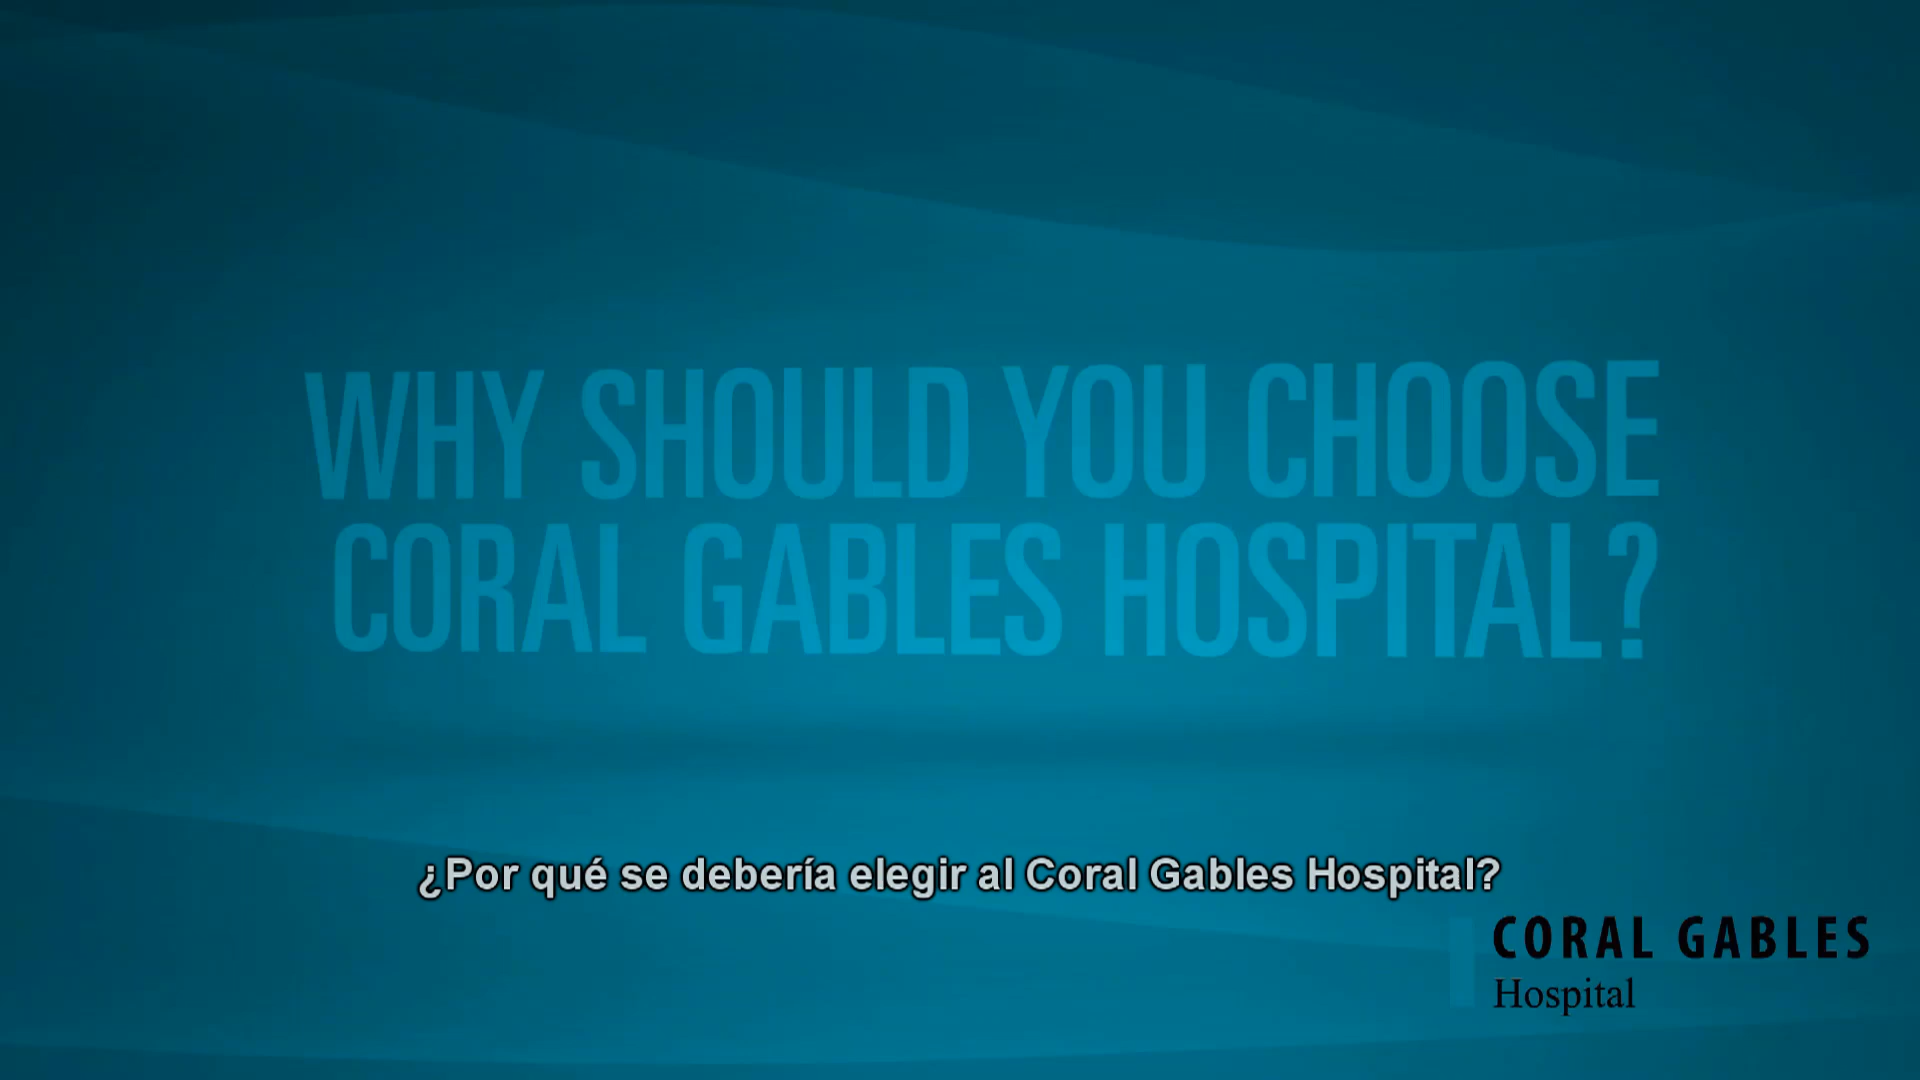 WHY SHOULD YOU CHOOSE
CORAL GABLES HOSPITAL?
¿Por qué se debería elegir al Coral Gables Hospital?
CORAL GABLES
Hospital